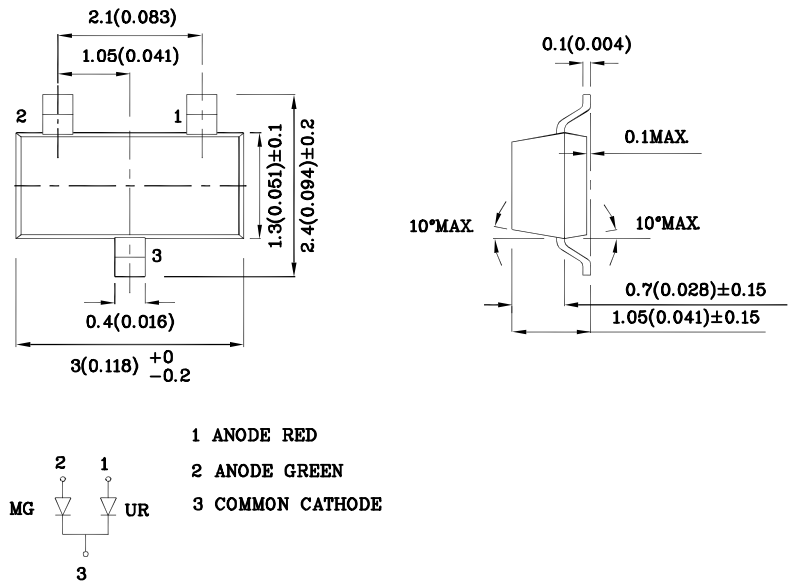 2.1(0.083)
1.05(0.041)
0.1(0.004)
2
1
0.1MAX.
1.3(0.051)±0.1
2.4(0.094)±0.2
10°MAX.
10°MAX.
3
0.7(0.028)±0.15
0.4(0.016)
1.05(0.041)±0.15
3(0.118) +0
−0.2
1 ANODE RED
2 1
2 ANODE GREEN
MG UR
3 COMMON CATHODE
3